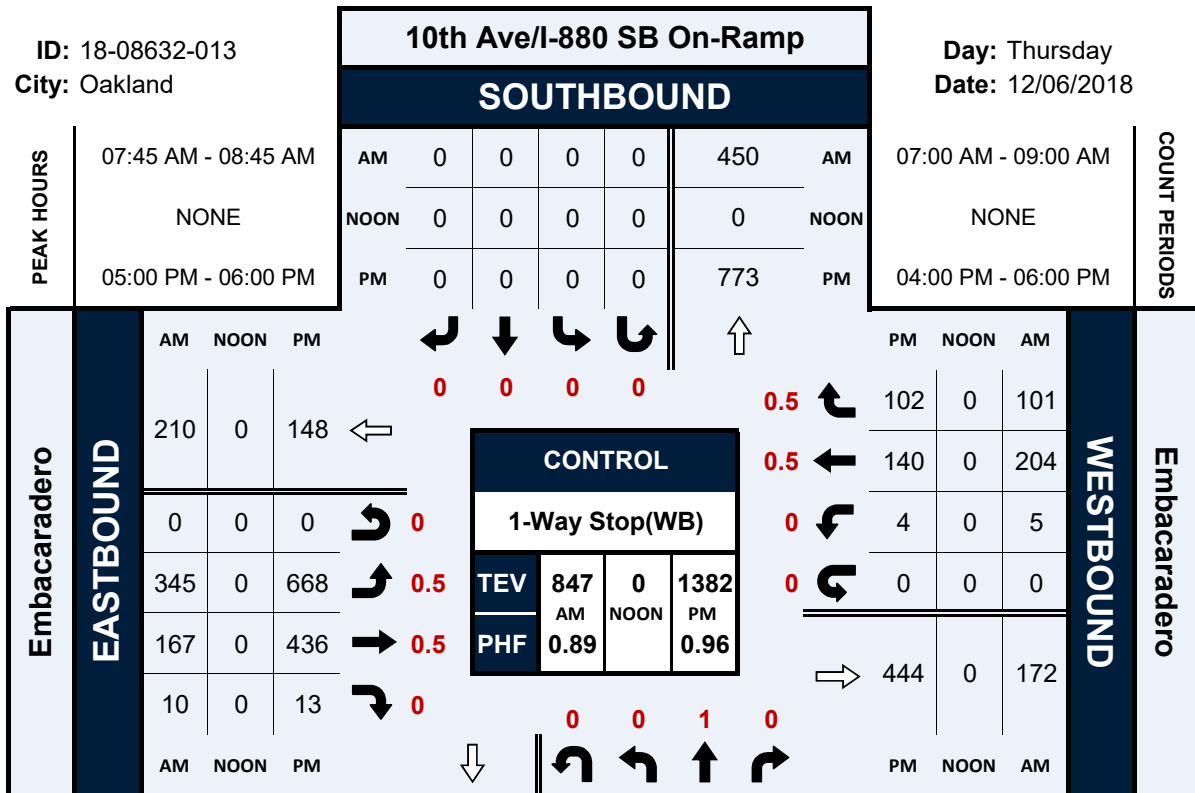 10th Ave/I-880 SB On-Ramp
ID: 18-08632-013
City: Oakland
Day: Thursday
Date: 12/06/2018
SOUTHBOUND
PEAK HOURS
07:45 AM - 08:45 AM
NONE
05:00 PM - 06:00 PM
AM 0 0 0 0 450 AM
NOON 0 0 0 0 0 NOON
PM 0 0 0 0 773 PM
07:00 AM - 09:00 AM
NONE
04:00 PM - 06:00 PM
COUNT PERIODS
0 0 0 0
Embacaradero
EASTBOUND
AM NOON PM
210 0 148
0 0 0 0
345 0 668 0.5
167 0 436 0.5
10 0 13 0
AM NOON PM
CONTROL
1-Way Stop(WB)
TEV 847 0 1382
AM NOON PM
PHF 0.89 0.96
PM NOON AM
0.5 102 0 101
0.5 140 0 204
0 4 0 5
0 0 0 0
444 0 172
PM NOON AM
WESTBOUND
Embacaradero
0 0 1 0